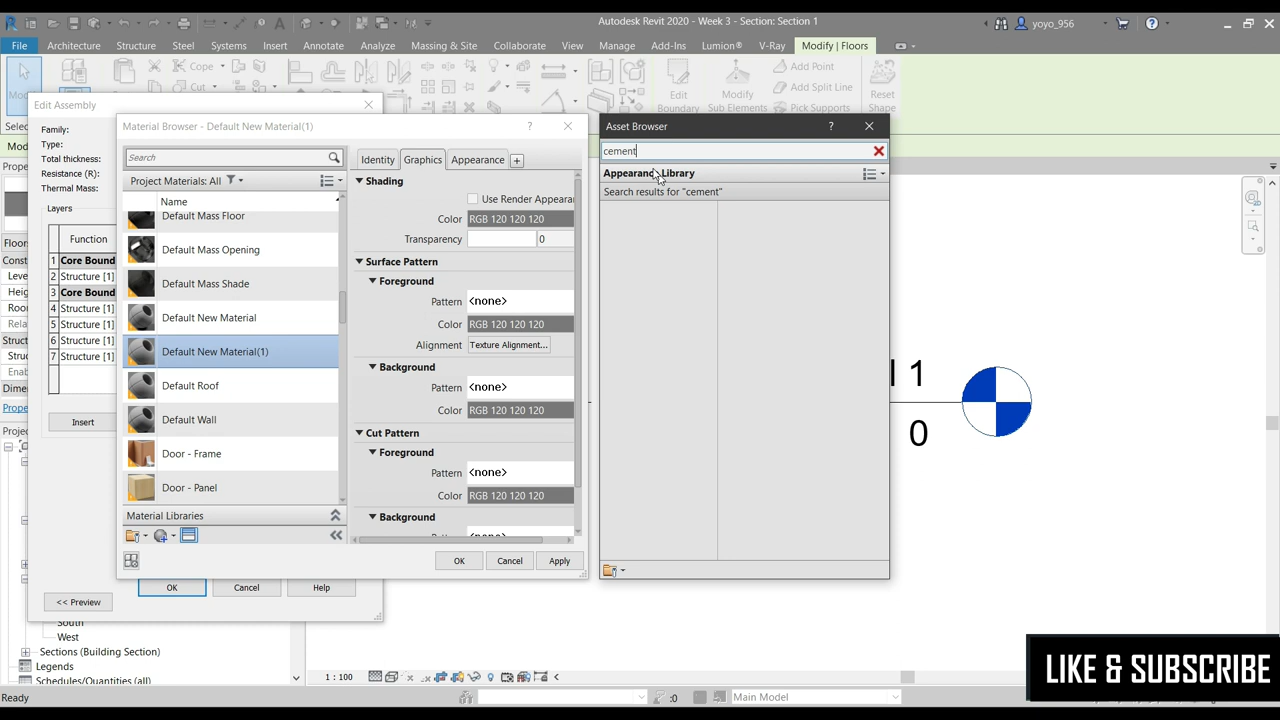 Autodesk Revit 2020 - Week 3 - Section: Section 1
yoyo_956
File Architecture Structure Steel Systems Insert Annotate Analyze Massing & Site Collaborate View Manage Add-Ins Lumion® V-Ray Modify | Floors
Cope
Cut
Edit
Boundary
Modify
Sub Elements
Add Point
Add Split Line
Pick Supports
Reset
Shape
Edit Assembly
Family:
Type:
Total thickness:
Resistance (R):
Thermal Mass:
Layers
Function
1 Core Bound
2 Structure [1]
3 Core Bound
4 Structure [1]
5 Structure [1]
6 Structure [1]
7 Structure [1]
Insert
OK Cancel Help
<< Preview
Material Browser - Default New Material(1)
?
Search
Project Materials: All
Name
Default Mass Floor
Default Mass Opening
Default Mass Shade
Default New Material
Default New Material(1)
Default Roof
Default Wall
Door - Frame
Door - Panel
Material Libraries
Identity Graphics Appearance +
Shading
Use Render Appeara
Color RGB 120 120 120
Transparency 0
Surface Pattern
Foreground
Pattern <none>
Color RGB 120 120 120
Alignment Texture Alignment...
Background
Pattern <none>
Color RGB 120 120 120
Cut Pattern
Foreground
Pattern <none>
Color RGB 120 120 120
Background
OK Cancel Apply
Asset Browser
?
cement
Appearance Library
Search results for "cement"
1
0
South
West
Sections (Building Section)
Legends
Schedules/Quantities (all)
1 : 100
Ready
:0
Main Model
LIKE & SUBSCRIBE